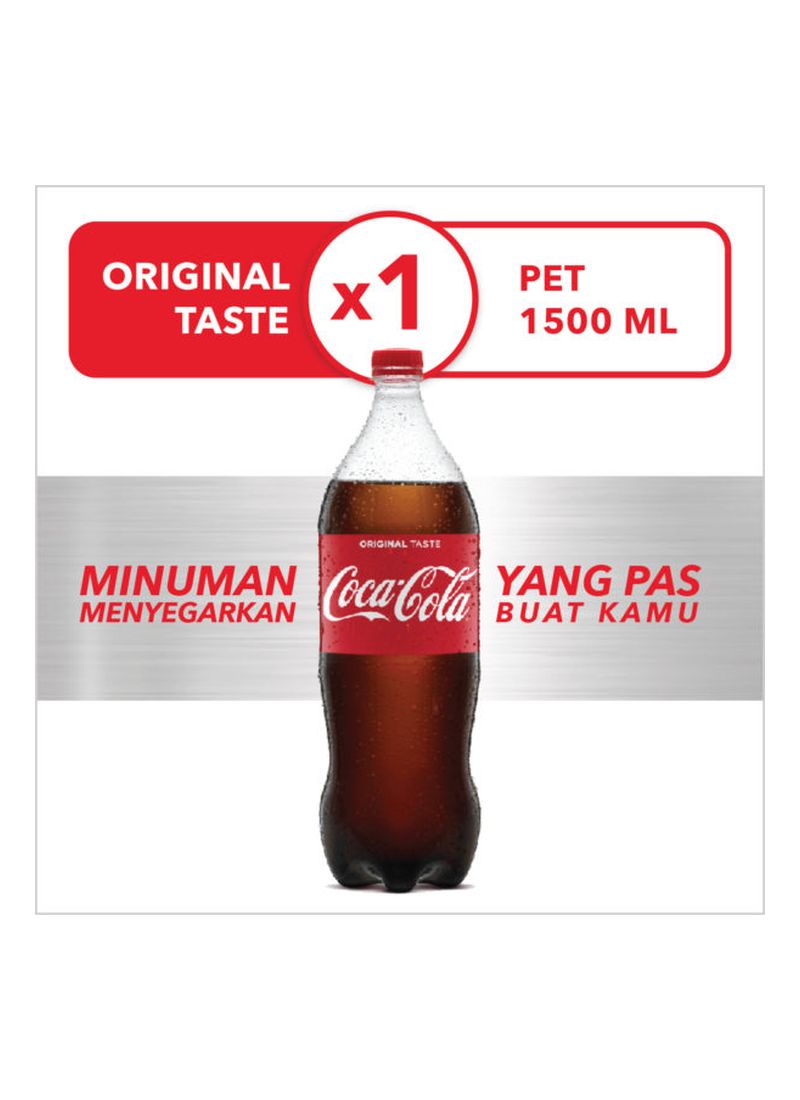 ORIGINAL
TASTE
x1
PET
1500 ML
ORIGINAL TASTE
Coca-Cola
MINUMAN
MENYEGARKAN
YANG PAS
BUAT KAMU